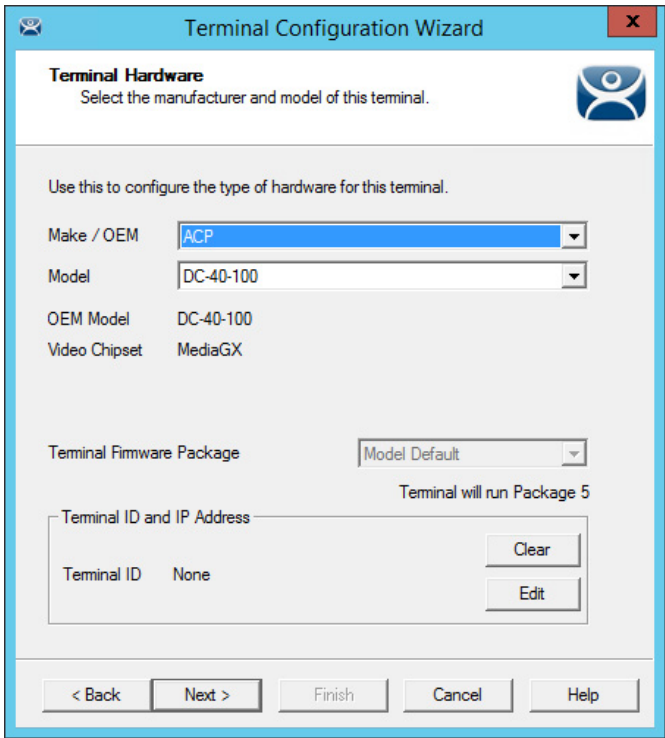 Terminal Configuration Wizard
x
Terminal Hardware
Select the manufacturer and model of this terminal.
Use this to configure the type of hardware for this terminal.
Make / OEM ACP
Model DC-40-100
OEM Model DC-40-100
Video Chipset MediaGX
Terminal Firmware Package Model Default
Terminal will run Package 5
Terminal ID and IP Address
Clear
Terminal ID None
Edit
< Back Next > Finish Cancel Help